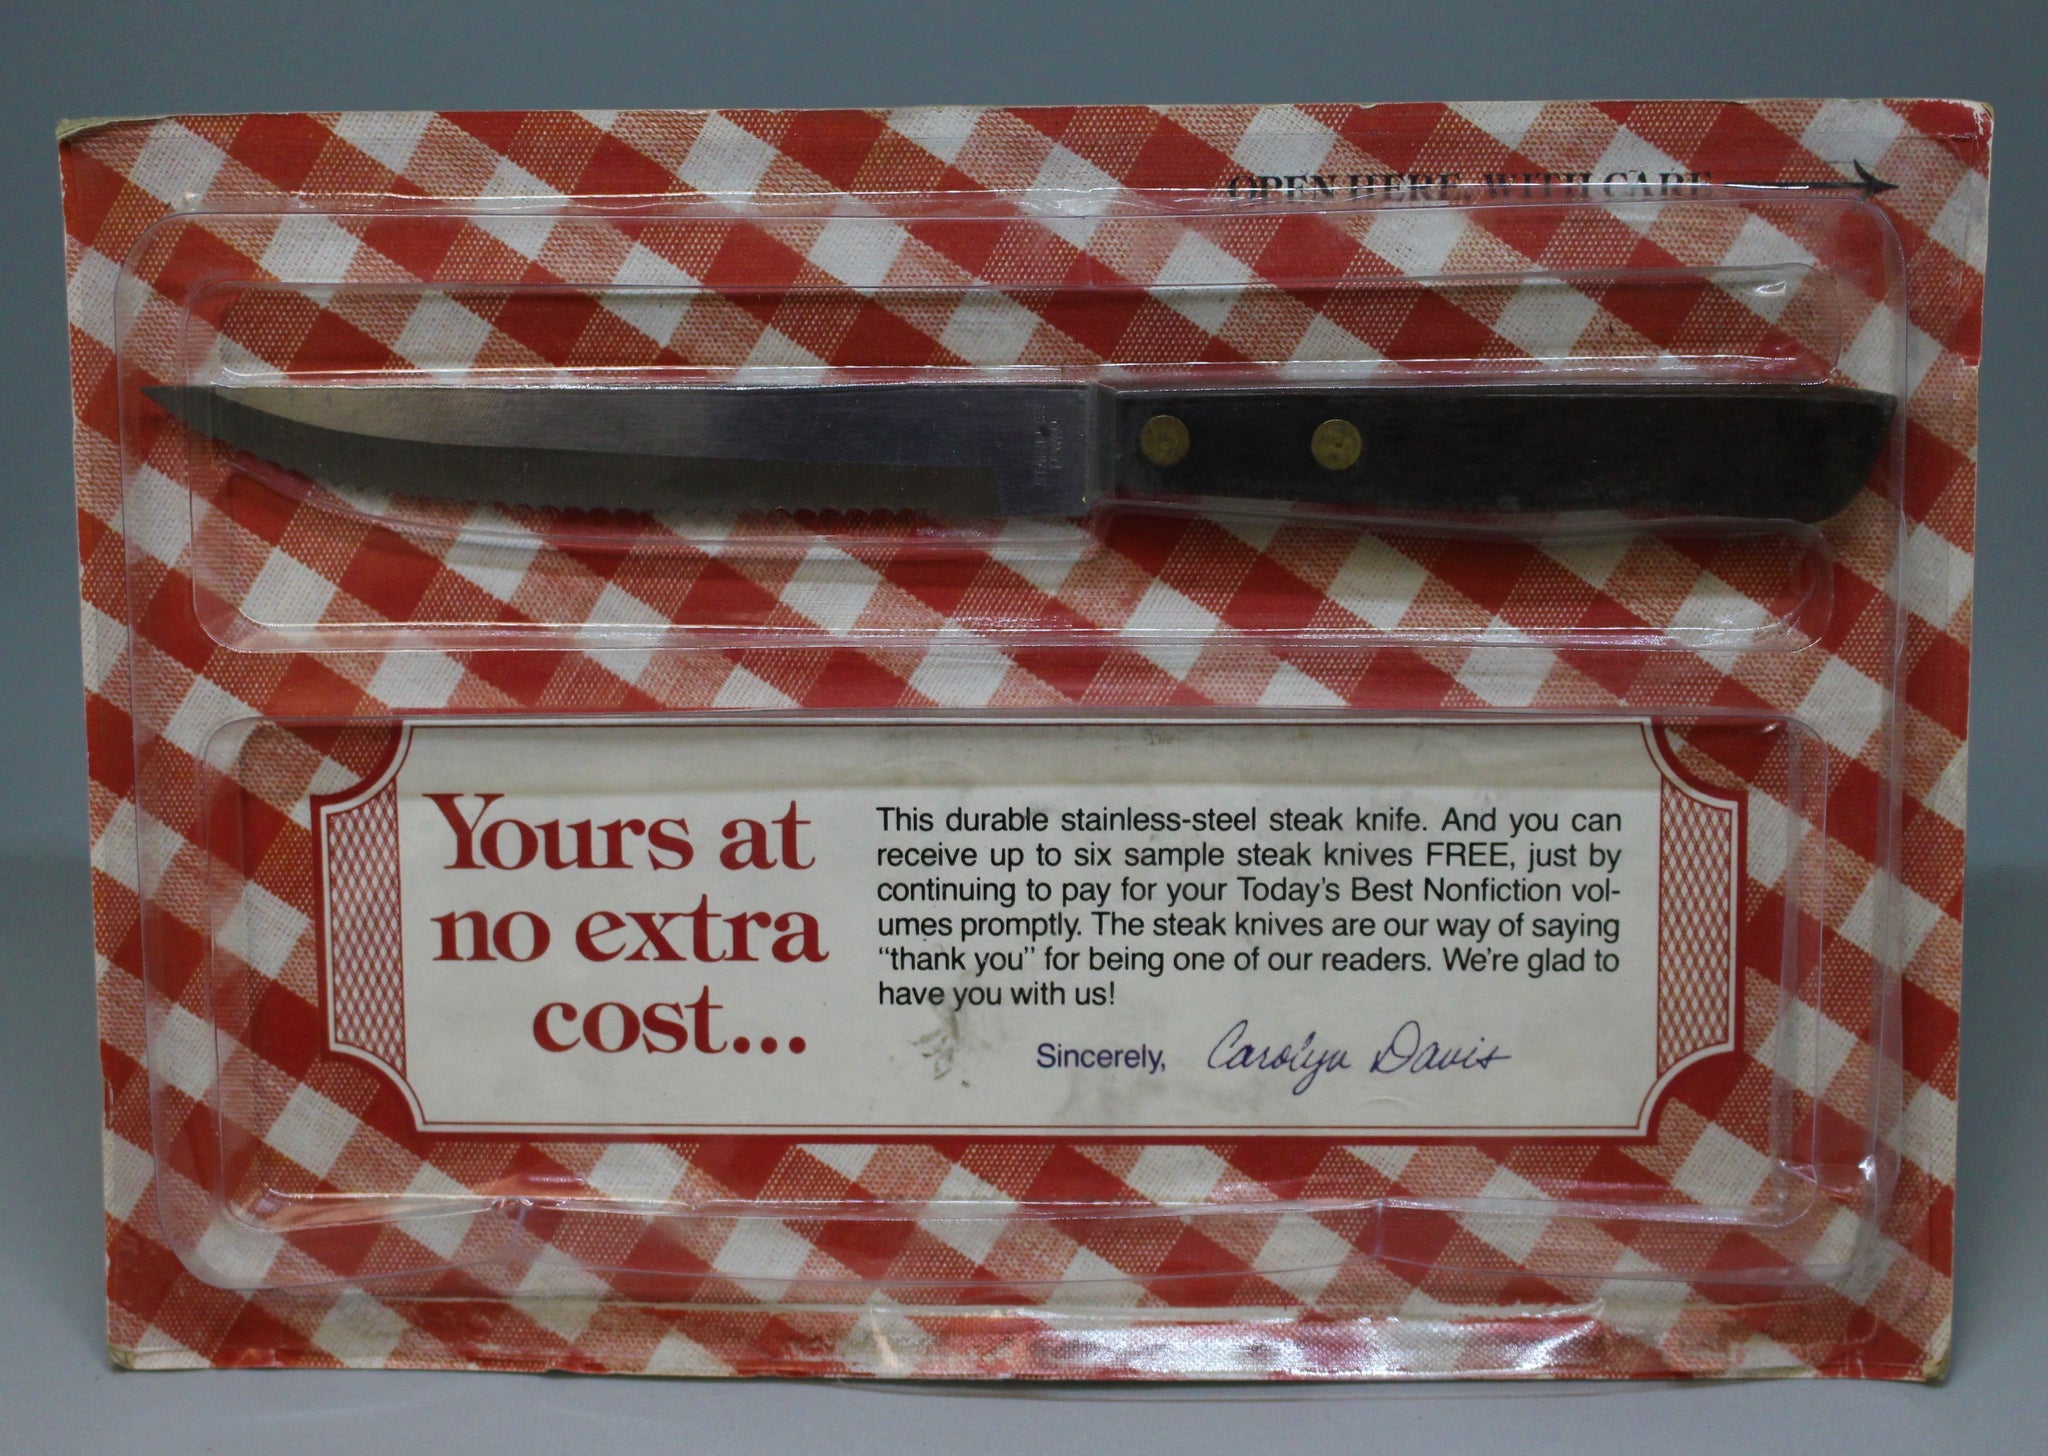 OPEN HERE, WITH CARE
STAINLESS
TAIWAN
Yours at
no extra
cost...
This durable stainless-steel steak knife. And you can
receive up to six sample steak knives FREE, just by
continuing to pay for your Today's Best Nonfiction vol-
umes promptly. The steak knives are our way of saying
“thank you” for being one of our readers. We're glad to
have you with us!
Sincerely, Carolyn Davis